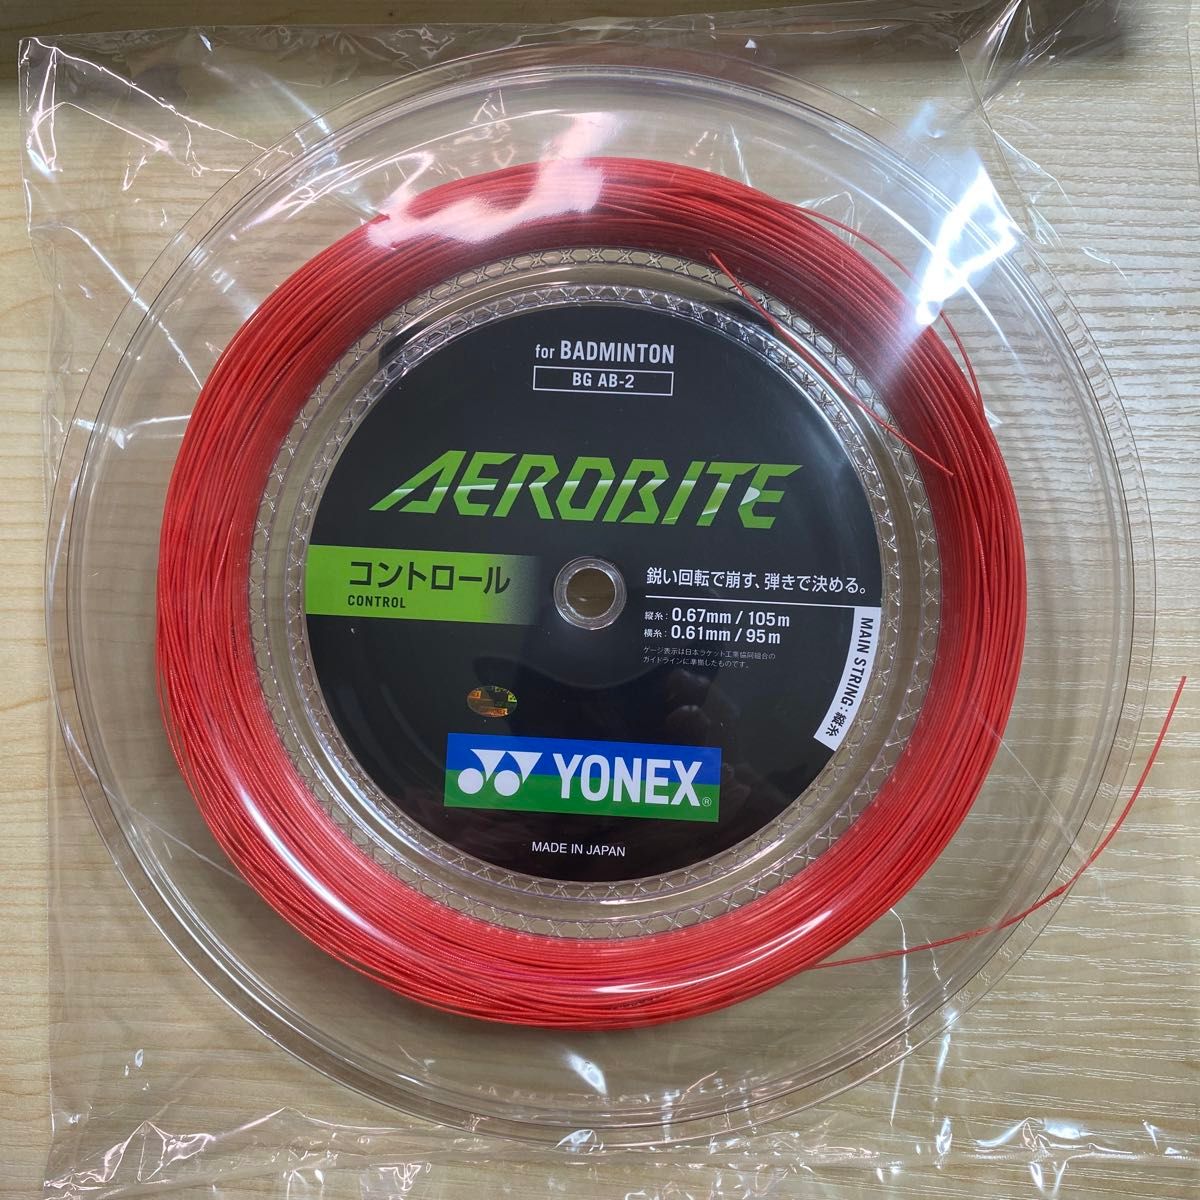 for BADMINTON
BG AB-2
AEROBITE
コントロール
CONTROL
鋭い回転で崩す、弾きで決める。
縦糸：0.67mm / 105m
横糸：0.61mm / 95m
ゲージ表示は日本ラケット工業協同組合の
ガイドラインに準拠したものです。
MAIN STRING：縦糸
YONEX®
MADE IN JAPAN